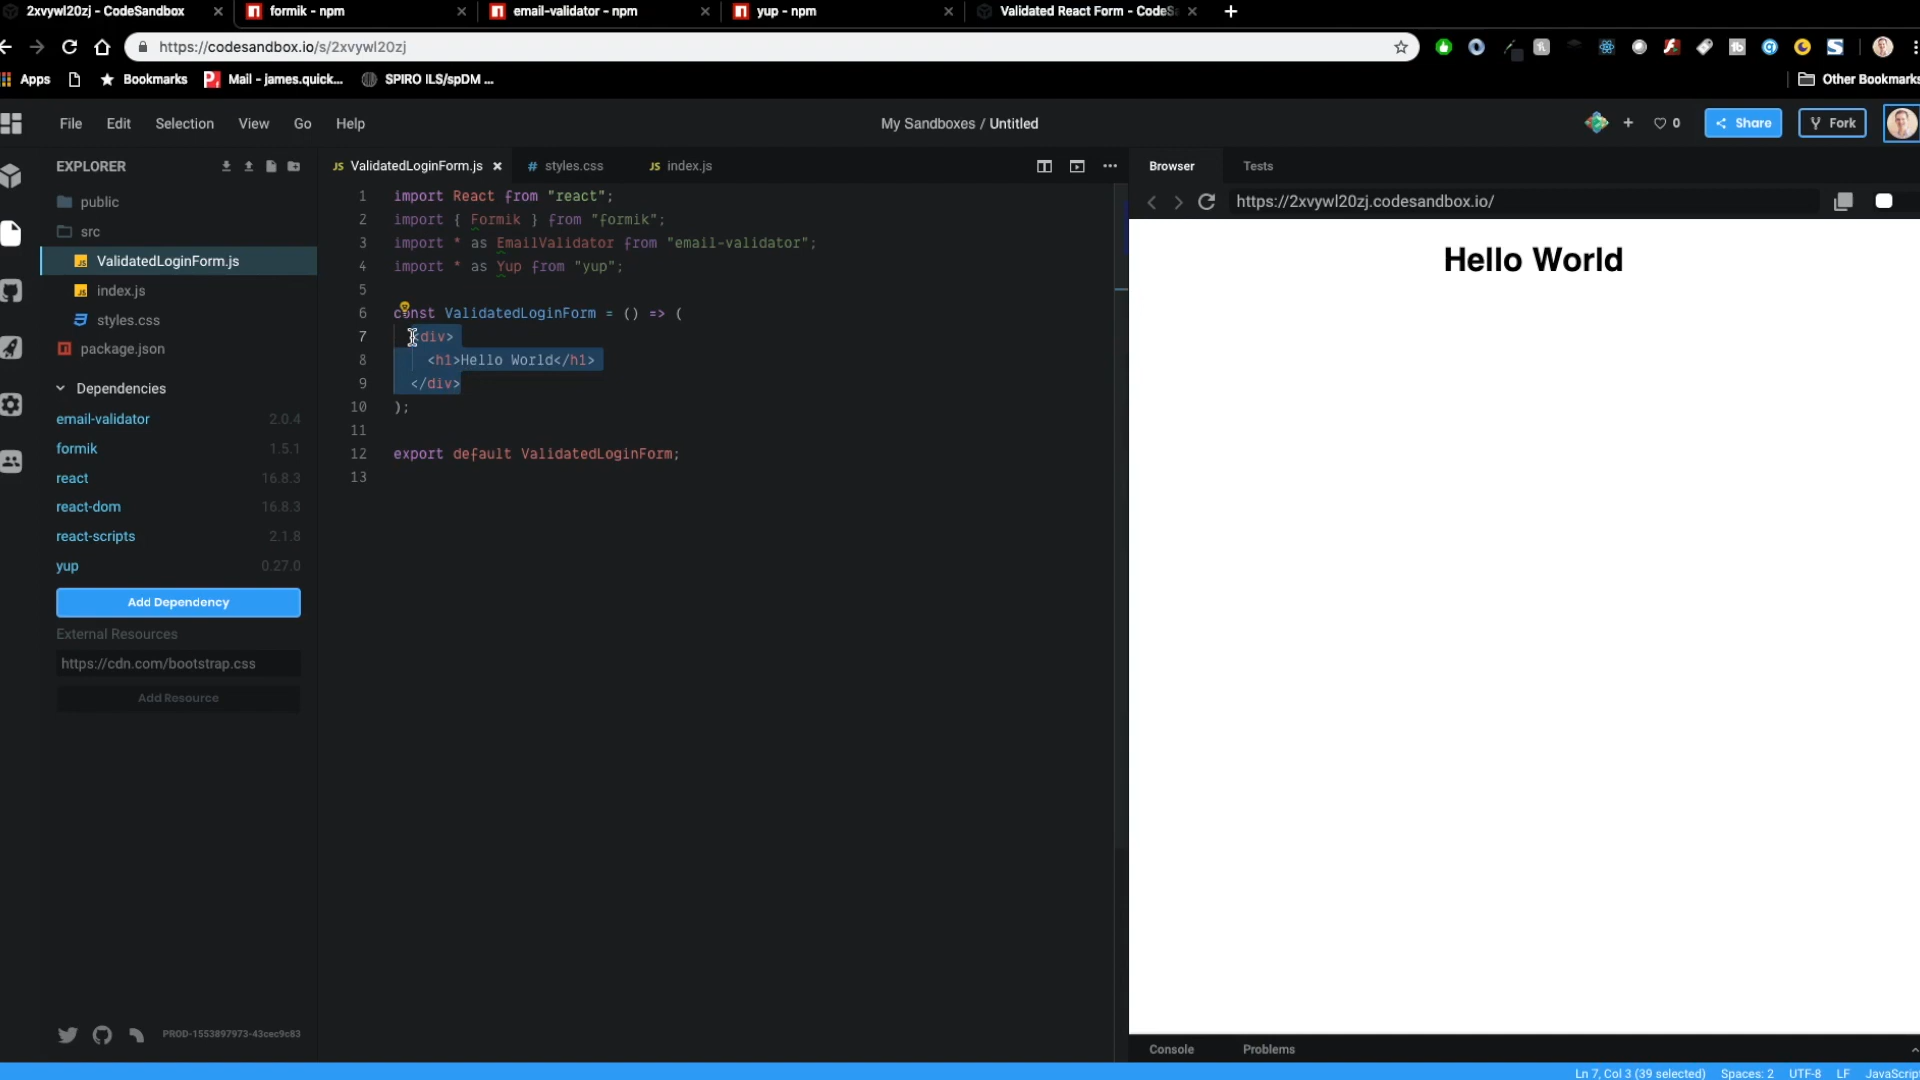 2xvywl20zj - CodeSandbox
formik - npm
email-validator - npm
yup - npm
Validated React Form - CodeS
https://codesandbox.io/s/2xvywl20zj
Apps
Bookmarks
Mail - james.quick...
SPIRO ILS/spDM ...
Other Bookmarks
File Edit Selection View Go Help
My Sandboxes / Untitled
0
Share
Fork
EXPLORER
public
src
ValidatedLoginForm.js
index.js
styles.css
package.json
Dependencies
email-validator 2.0.4
formik 1.5.1
react 16.8.3
react-dom 16.8.3
react-scripts 2.1.8
yup 0.27.0
Add Dependency
External Resources
https://cdn.com/bootstrap.css
Add Resource
PROD-1553897973-43cec9c83
JS ValidatedLoginForm.js
# styles.css
JS index.js
1 import React from "react";
2 import { Formik } from "formik";
3 import * as EmailValidator from "email-validator";
4 import * as Yup from "yup";
5
6 const ValidatedLoginForm = () => (
7 <div>
8 <h1>Hello World</h1>
9 </div>
10 );
11
12 export default ValidatedLoginForm;
13
Browser
Tests
https://2xvywl20zj.codesandbox.io/
Hello World
Console
Problems
Ln 7, Col 3 (39 selected) Spaces: 2 UTF-8 LF JavaScrip